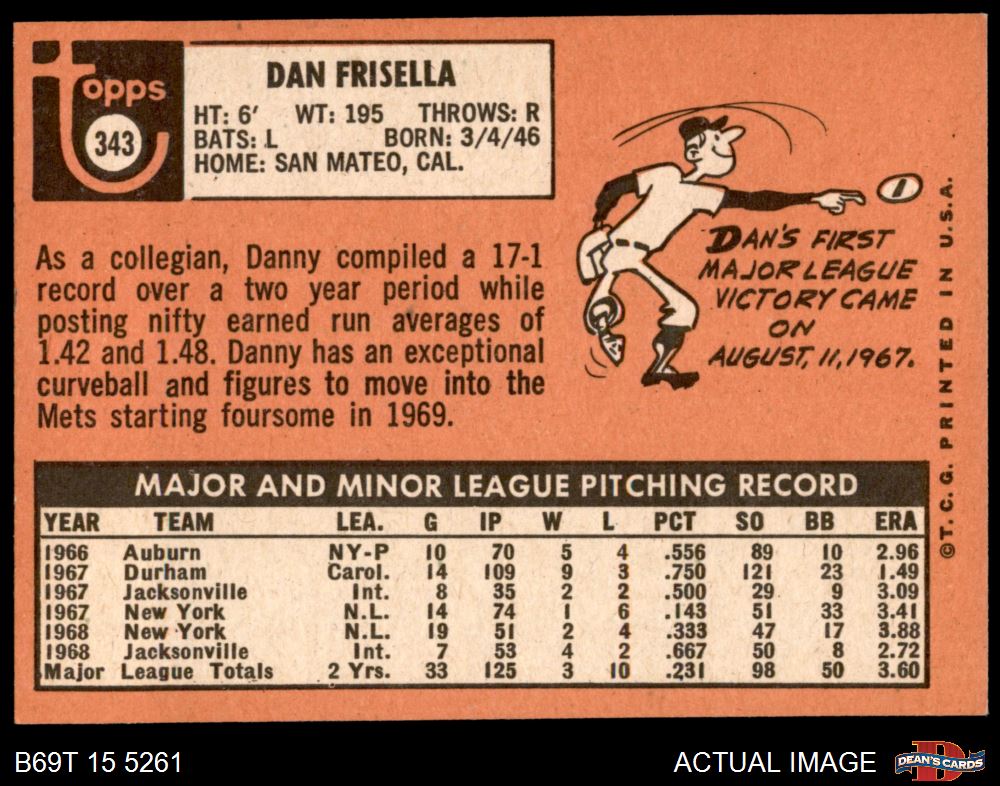 topps
343
DAN FRISELLA
HT: 6' WT: 195 THROWS: R
BATS: L BORN: 3/4/46
HOME: SAN MATEO, CAL.
As a collegian, Danny compiled a 17-1
record over a two year period while
posting nifty earned run averages of
1.42 and 1.48. Danny has an exceptional
curveball and figures to move into the
Mets starting foursome in 1969.
DAN'S FIRST
MAJOR LEAGUE
VICTORY CAME
ON
AUGUST, 11, 1967.
©T. C. G. PRINTED IN U.S.A.
MAJOR AND MINOR LEAGUE PITCHING RECORD
YEAR TEAM LEA. G IP W L PCT SO BB ERA
1966 Auburn NY-P 10 70 5 4 .556 89 10 2.96
1967 Durham Carol. 14 109 9 3 .750 121 23 1.49
1967 Jacksonville Int. 8 35 2 2 .500 29 9 3.09
1967 New York N.L. 14 74 1 6 .143 51 33 3.41
1968 New York N.L. 19 51 2 4 .333 47 17 3.88
1968 Jacksonville Int. 7 53 4 2 .667 50 8 2.72
Major League Totals 2 Yrs. 33 125 3 10 .231 98 50 3.60
B69T 15 5261
ACTUAL IMAGE
D
DEAN'S CARDS